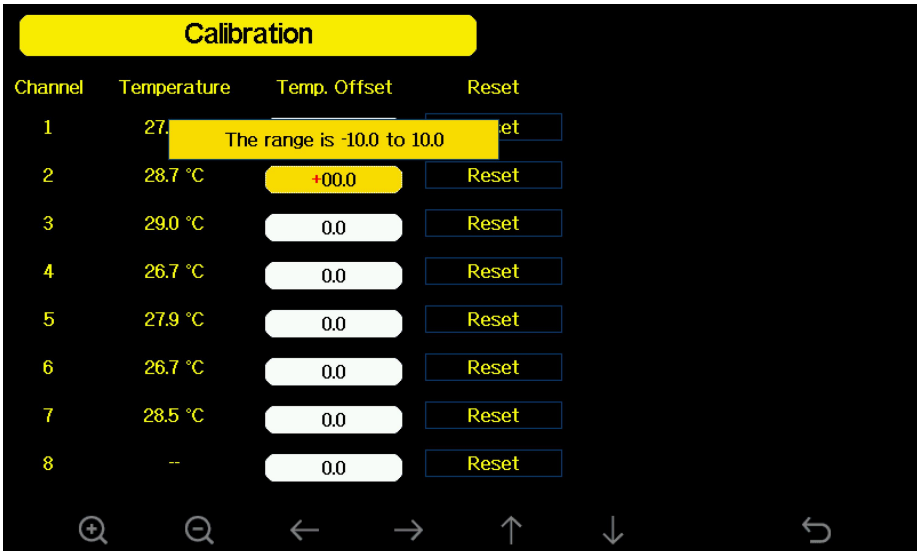 Calibration
Channel Temperature Temp. Offset Reset
1 27.
The range is -10.0 to 10.0
2 28.7 °C +00.0 Reset
3 29.0 °C 0.0 Reset
4 26.7 °C 0.0 Reset
5 27.9 °C 0.0 Reset
6 26.7 °C 0.0 Reset
7 28.5 °C 0.0 Reset
8 -- 0.0 Reset